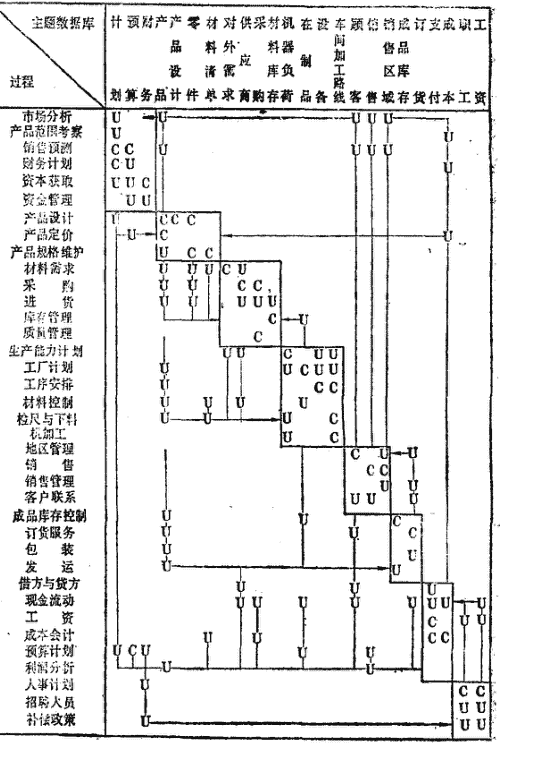 主题数据库
过程
计划 预算 财务 产品 产品设计 零件 材料清单 对外需求 供应商 采购 材料库存 机器负荷 在制品 设备 车间加工路线 顾客 销售 销售区域 成品库存 订货 支付 成本 职工 工资
市场分析 U U U U U
产品范围考察 U U
销售预测 C C U U U U
财务计划 C U U
资本获取 U U C
资金管理 U U
产品设计 U C C C
产品定价 U C U
产品规格维护 U C C
材料需求 U U U C U
采 购 U U C C
进 货 U U U U U
库存管理 C U
质量管理 C
生产能力计划 U U C U U
工厂计划 U U C U U
工序安排 U C C
材料控制 U U U U
检尺与下料 U U U U C
机加工 U C
地区管理 C U U
销 售 U C C
销售管理 U U U
客户联系 U U U U
成品库存控制 U U C
订货服务 U U C
包 装 U U
发 运 U U
借方与贷方 U U U
现金流动 U U U U U U U U
工 资 C U U
成本会计 U U C C
预算计划 U C U U U U
利润分析 U U
人事计划 U C C
招聘人员 U U
补偿政策 U U U